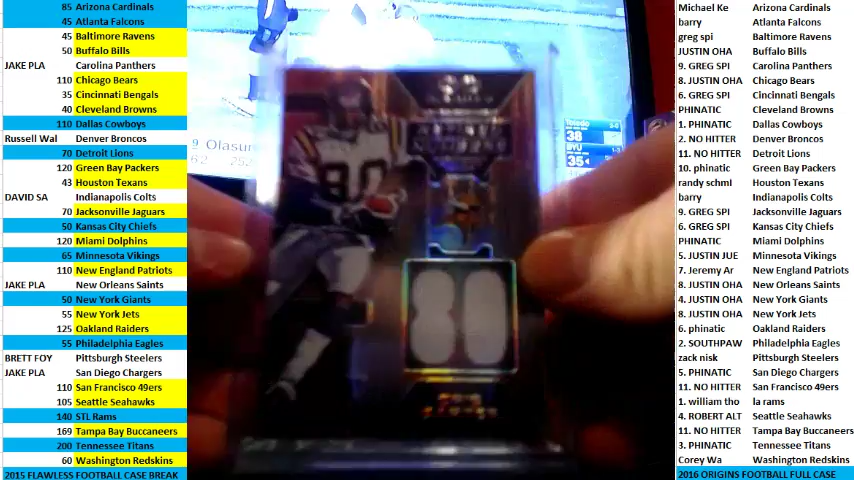 85 Arizona Cardinals
45 Atlanta Falcons
45 Baltimore Ravens
50 Buffalo Bills
JAKE PLA Carolina Panthers
110 Chicago Bears
35 Cincinnati Bengals
40 Cleveland Browns
110 Dallas Cowboys
Russell Wal Denver Broncos
70 Detroit Lions
120 Green Bay Packers
43 Houston Texans
DAVID SA Indianapolis Colts
70 Jacksonville Jaguars
50 Kansas City Chiefs
120 Miami Dolphins
65 Minnesota Vikings
110 New England Patriots
JAKE PLA New Orleans Saints
50 New York Giants
55 New York Jets
125 Oakland Raiders
55 Philadelphia Eagles
BRETT FOY Pittsburgh Steelers
JAKE PLA San Diego Chargers
110 San Francisco 49ers
105 Seattle Seahawks
140 STL Rams
169 Tampa Bay Buccaneers
200 Tennessee Titans
60 Washington Redskins
2015 FLAWLESS FOOTBALL CASE BREAK
9 Olasun
62 252
80
80
38
BYU
35
Michael Ke Arizona Cardinals
barry Atlanta Falcons
greg spi Baltimore Ravens
JUSTIN OHA Buffalo Bills
9. GREG SPI Carolina Panthers
8. JUSTIN OHA Chicago Bears
6. GREG SPI Cincinnati Bengals
PHINATIC Cleveland Browns
1. PHINATIC Dallas Cowboys
2. NO HITTER Denver Broncos
11. NO HITTER Detroit Lions
10. phinatic Green Bay Packers
randy schml Houston Texans
barry Indianapolis Colts
9. GREG SPI Jacksonville Jaguars
6. GREG SPI Kansas City Chiefs
PHINATIC Miami Dolphins
5. JUSTIN JUE Minnesota Vikings
7. Jeremy Ar New England Patriots
8. JUSTIN OHA New Orleans Saints
4. JUSTIN OHA New York Giants
8. JUSTIN OHA New York Jets
6. phinatic Oakland Raiders
2. SOUTHPAW Philadelphia Eagles
zack nisk Pittsburgh Steelers
5. PHINATIC San Diego Chargers
11. NO HITTER San Francisco 49ers
1. william tho la rams
4. ROBERT ALT Seattle Seahawks
11. NO HITTER Tampa Bay Buccaneers
3. PHINATIC Tennessee Titans
Corey Wa Washington Redskins
2016 ORIGINS FOOTBALL FULL CASE